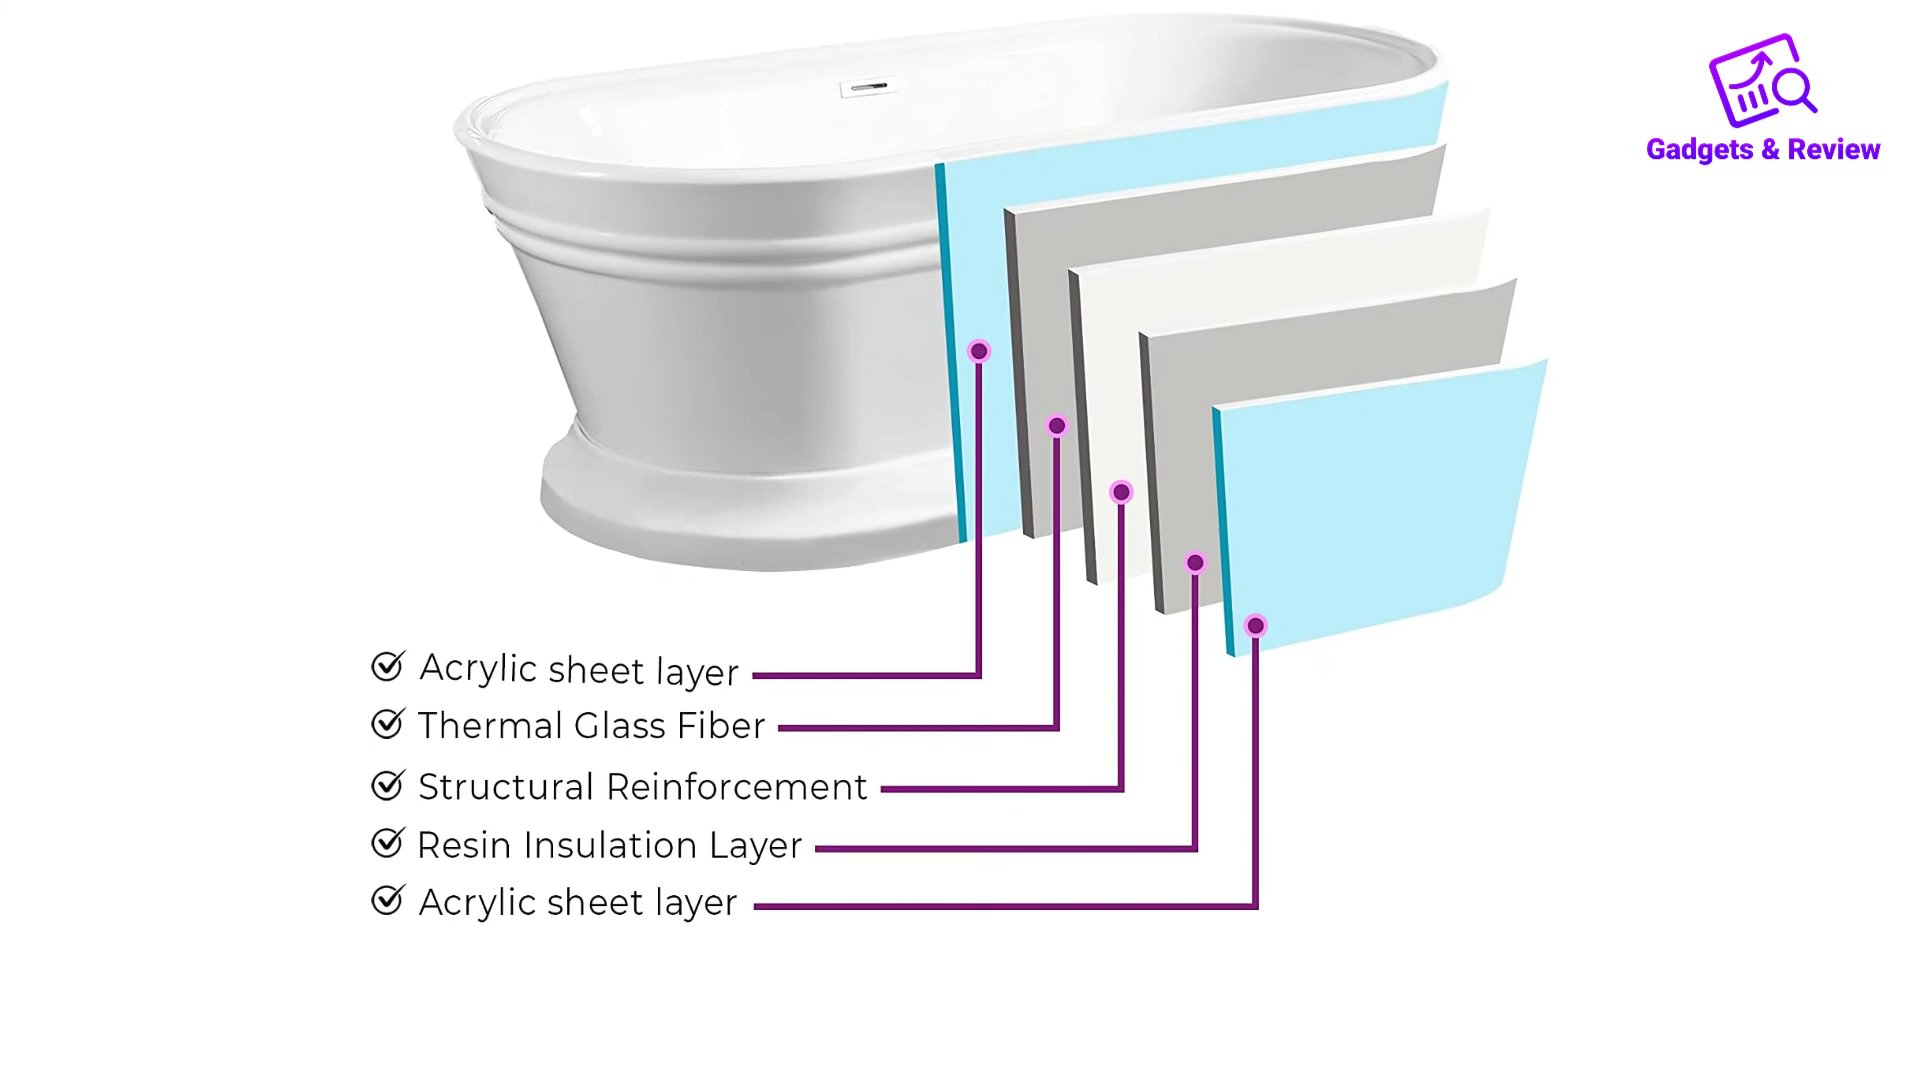 Gadgets & Review
Acrylic sheet layer
Thermal Glass Fiber
Structural Reinforcement
Resin Insulation Layer
Acrylic sheet layer